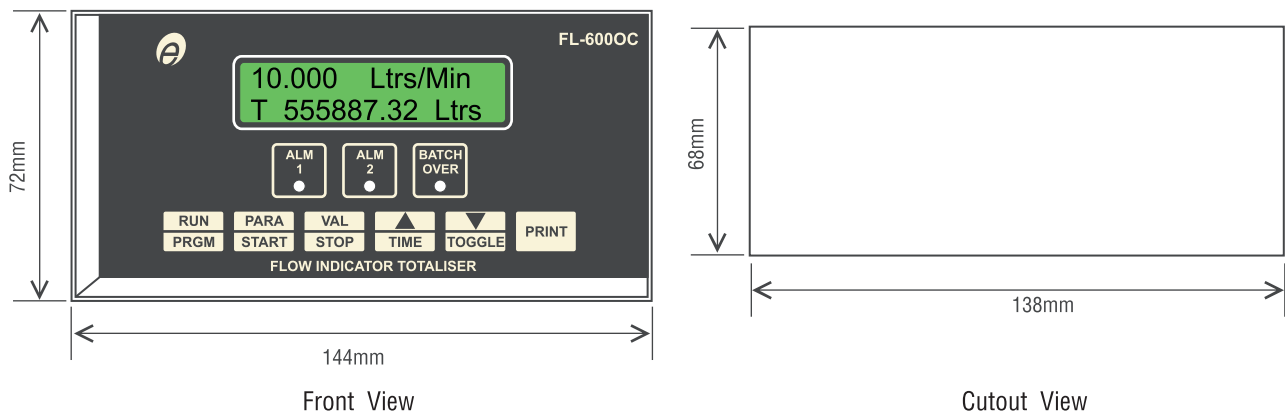 FL-600OC
10.000 Ltrs/Min
T 555887.32 Ltrs
ALM 1
ALM 2
BATCH OVER
RUN PARA VAL
PRGM START STOP TIME TOGGLE PRINT
FLOW INDICATOR TOTALISER
72mm
144mm
Front View
68mm
138mm
Cutout View